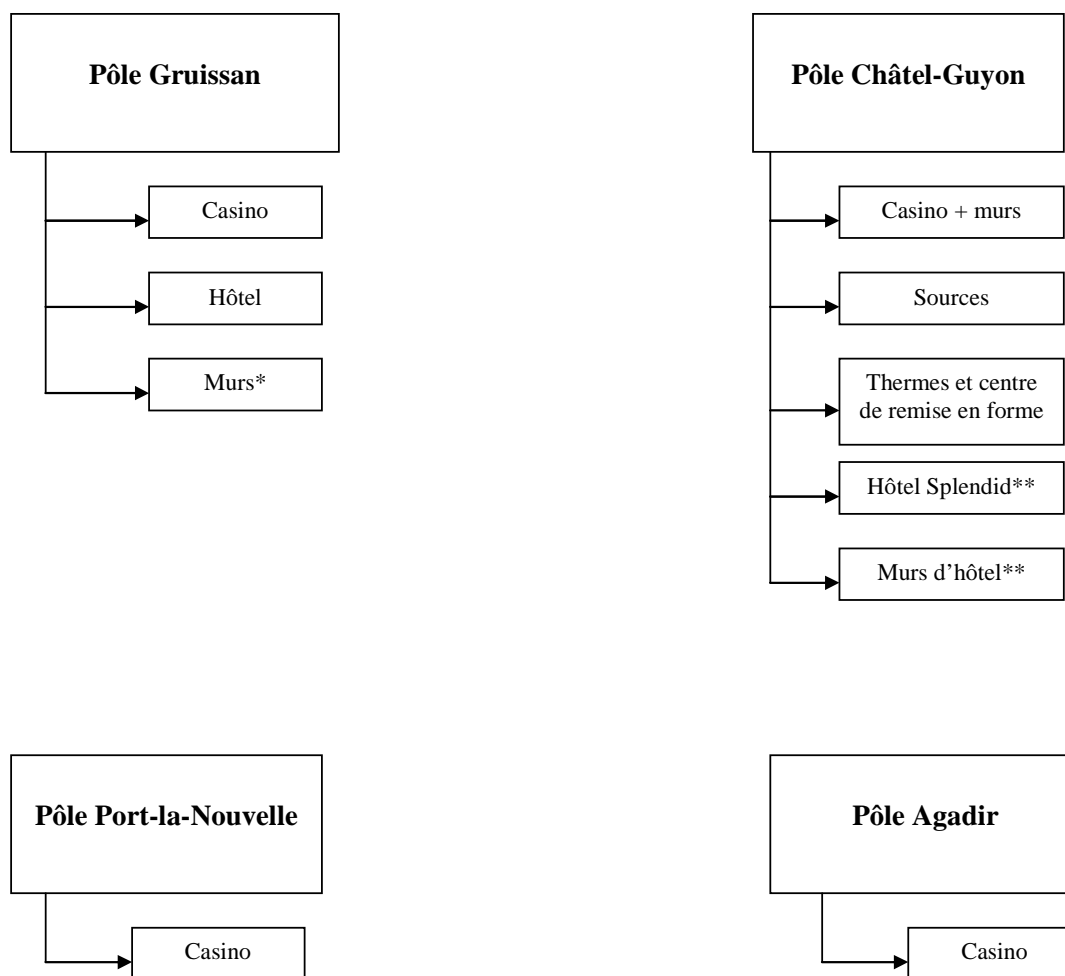 Pôle Gruissan
Casino
Hôtel
Murs*
Pôle Châtel-Guyon
Casino + murs
Sources
Thermes et centre
de remise en forme
Hôtel Splendid**
Murs d’hôtel**
Pôle Port-la-Nouvelle
Casino
Pôle Agadir
Casino